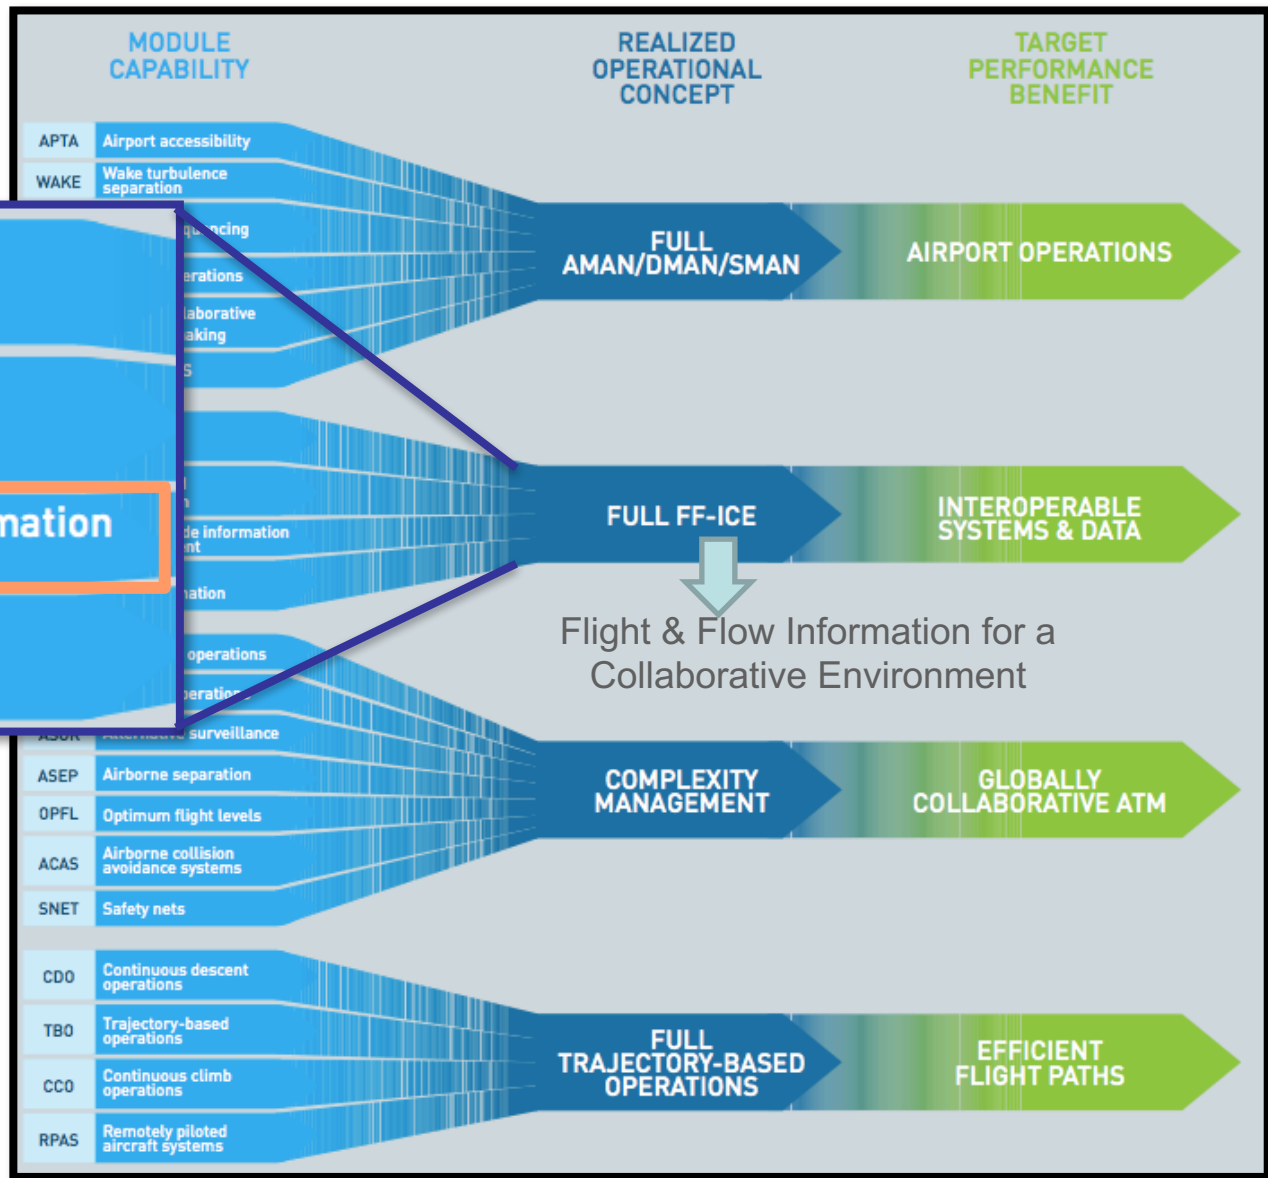 MODULE
CAPABILITY
REALIZED
OPERATIONAL
CONCEPT
TARGET
PERFORMANCE
BENEFIT
APTA
Airport accessibility
WAKE
Wake turbulence
separation
erations
S
FULL
AMAN/DMAN/SMAN
AIRPORT OPERATIONS
mation
de information
FULL FF-ICE
INTEROPERABLE
SYSTEMS & DATA
Flight & Flow Information for a
Collaborative Environment
operations
surveillance
ASEP
Airborne separation
OPFL
Optimum flight levels
ACAS
Airborne collision
avoidance systems
SNET
Safety nets
COMPLEXITY
MANAGEMENT
GLOBALLY
COLLABORATIVE ATM
CDO
Continuous descent
operations
TBO
Trajectory-based
operations
CCO
Continuous climb
operations
RPAS
Remotely piloted
aircraft systems
FULL
TRAJECTORY-BASED
OPERATIONS
EFFICIENT
FLIGHT PATHS